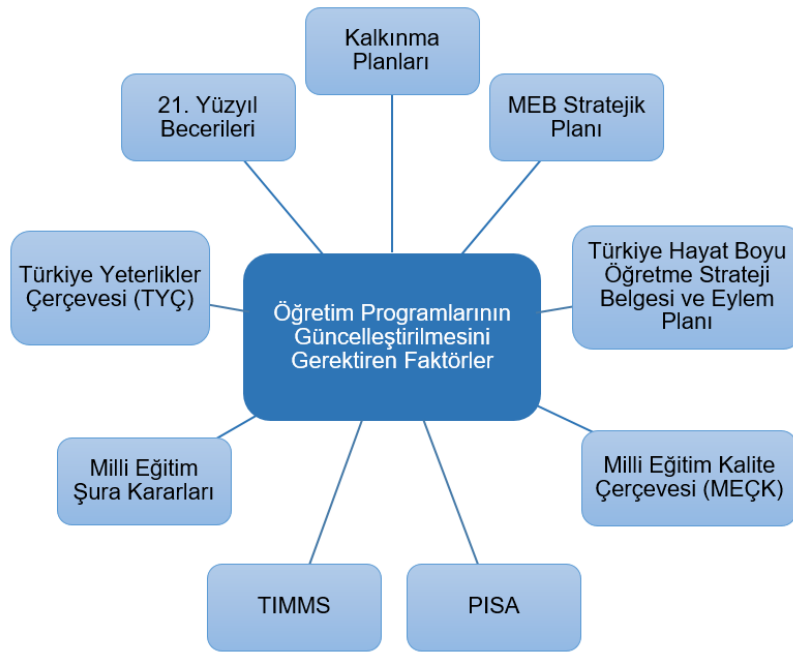 Kalkınma
Planları
21. Yüzyıl
Becerileri
MEB Stratejik
Planı
Türkiye Yeterlikler
Çerçevesi (TYÇ)
Türkiye Hayat Boyu
Öğretme Strateji
Belgesi ve Eylem
Planı
Öğretim Programlarının
Güncelleştirilmesini
Gerektiren Faktörler
Milli Eğitim
Şura Kararları
Milli Eğitim Kalite
Çerçevesi (MEÇK)
TIMMS
PISA